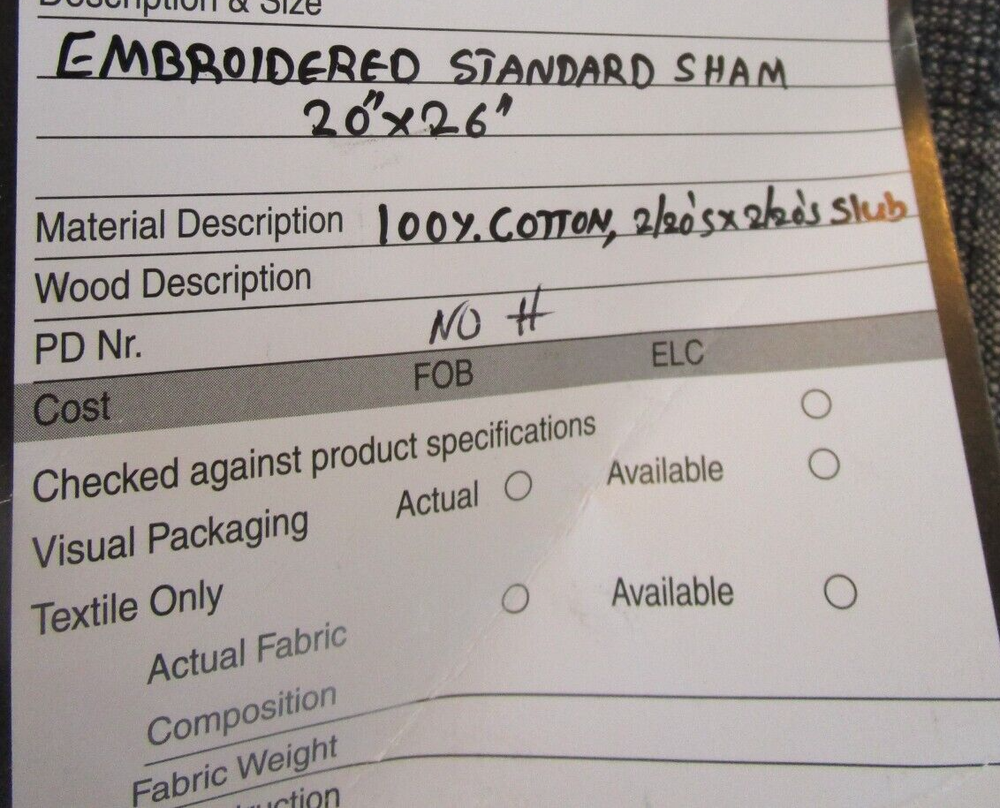 Description & Size
EMBROIDERED STANDARD SHAM
20"x26"
Material Description 100%. COTTON, 2/20's x 2/20's Slub
Wood Description
PD Nr. NO #
Cost FOB ELC
Checked against product specifications
Visual Packaging Actual Available
Textile Only Available
Actual Fabric
Composition
Fabric Weight